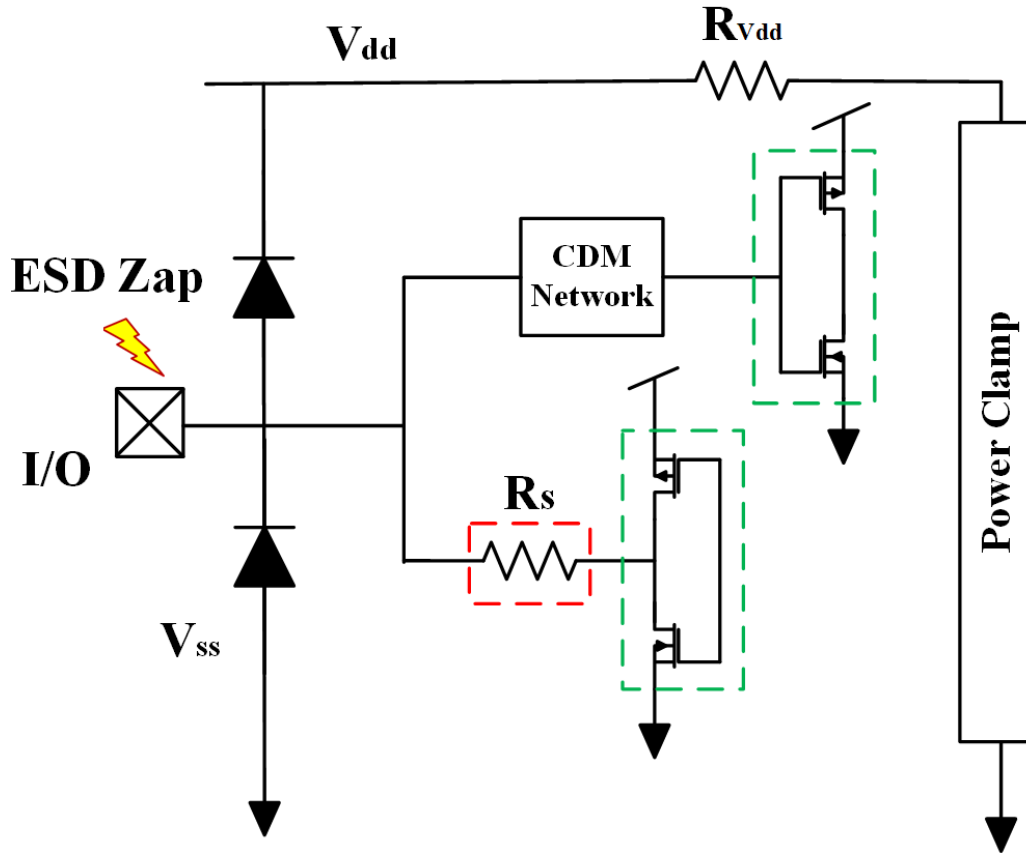 Vdd
RVdd
ESD Zap
CDM
Network
I/O
Rs
Vss
Power Clamp